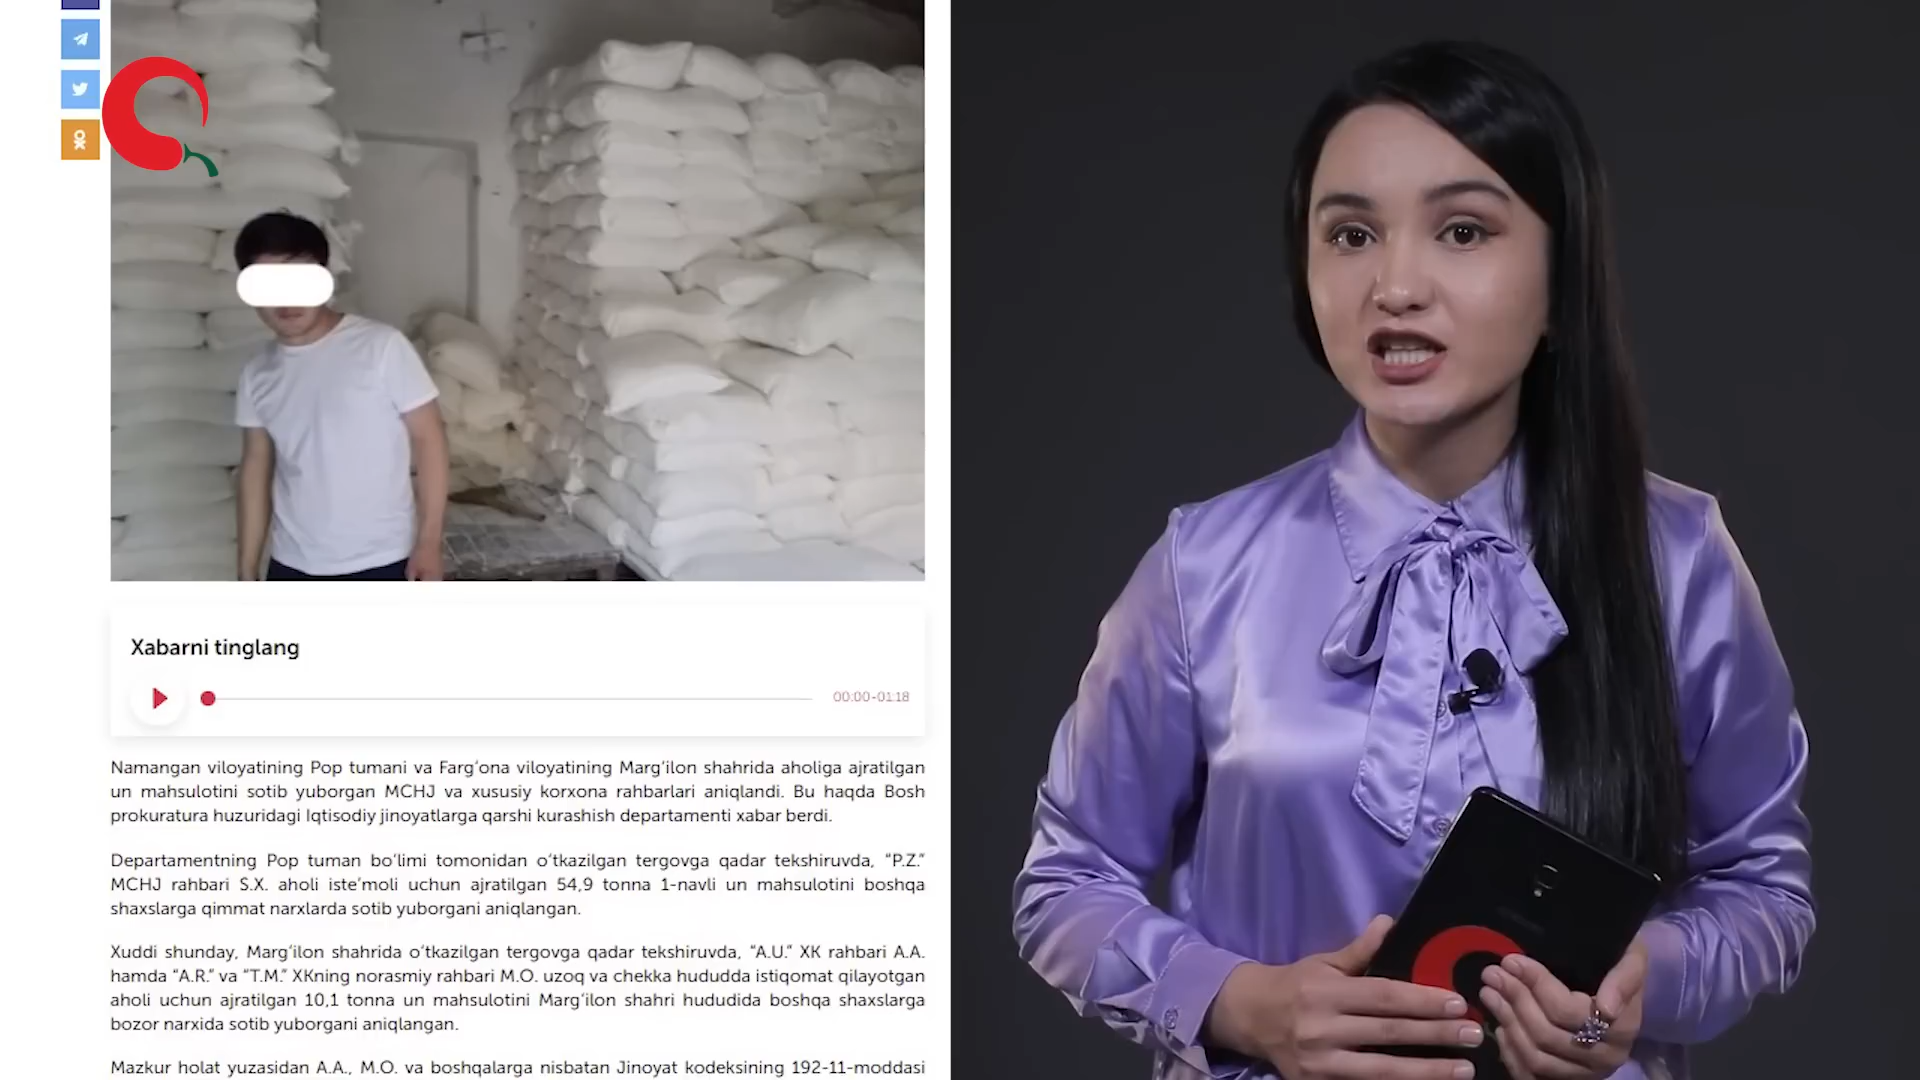 Xabarni tinglang
00:00-01:18
Namangan viloyatining Pop tumani va Farg‘ona viloyatining Marg‘ilon shahrida aholiga ajratilgan
un mahsulotini sotib yuborgan MCHJ va xususiy korxona rahbarlari aniqlandi. Bu haqda Bosh
prokuratura huzuridagi Iqtisodiy jinoyatlarga qarshi kurashish departamenti xabar berdi.
Departamentning Pop tuman bo‘limi tomonidan o‘tkazilgan tergovga qadar tekshiruvda, “P.Z.”
MCHJ rahbari S.X. aholi iste’moli uchun ajratilgan 54,9 tonna 1-navli un mahsulotini boshqa
shaxslarga qimmat narxlarda sotib yuborgani aniqlangan.
Xuddi shunday, Marg‘ilon shahrida o‘tkazilgan tergovga qadar tekshiruvda, “A.U.” XK rahbari A.A.
hamda “A.R.” va “T.M.” XKning norasmiy rahbari M.O. uzoq va chekka hududda istiqomat qilayotgan
aholi uchun ajratilgan 10,1 tonna un mahsulotini Marg‘ilon shahri hududida boshqa shaxslarga
bozor narxida sotib yuborgani aniqlangan.
Mazkur holat yuzasidan A.A., M.O. va boshqalarga nisbatan Jinoyat kodeksining 192-11-moddasi